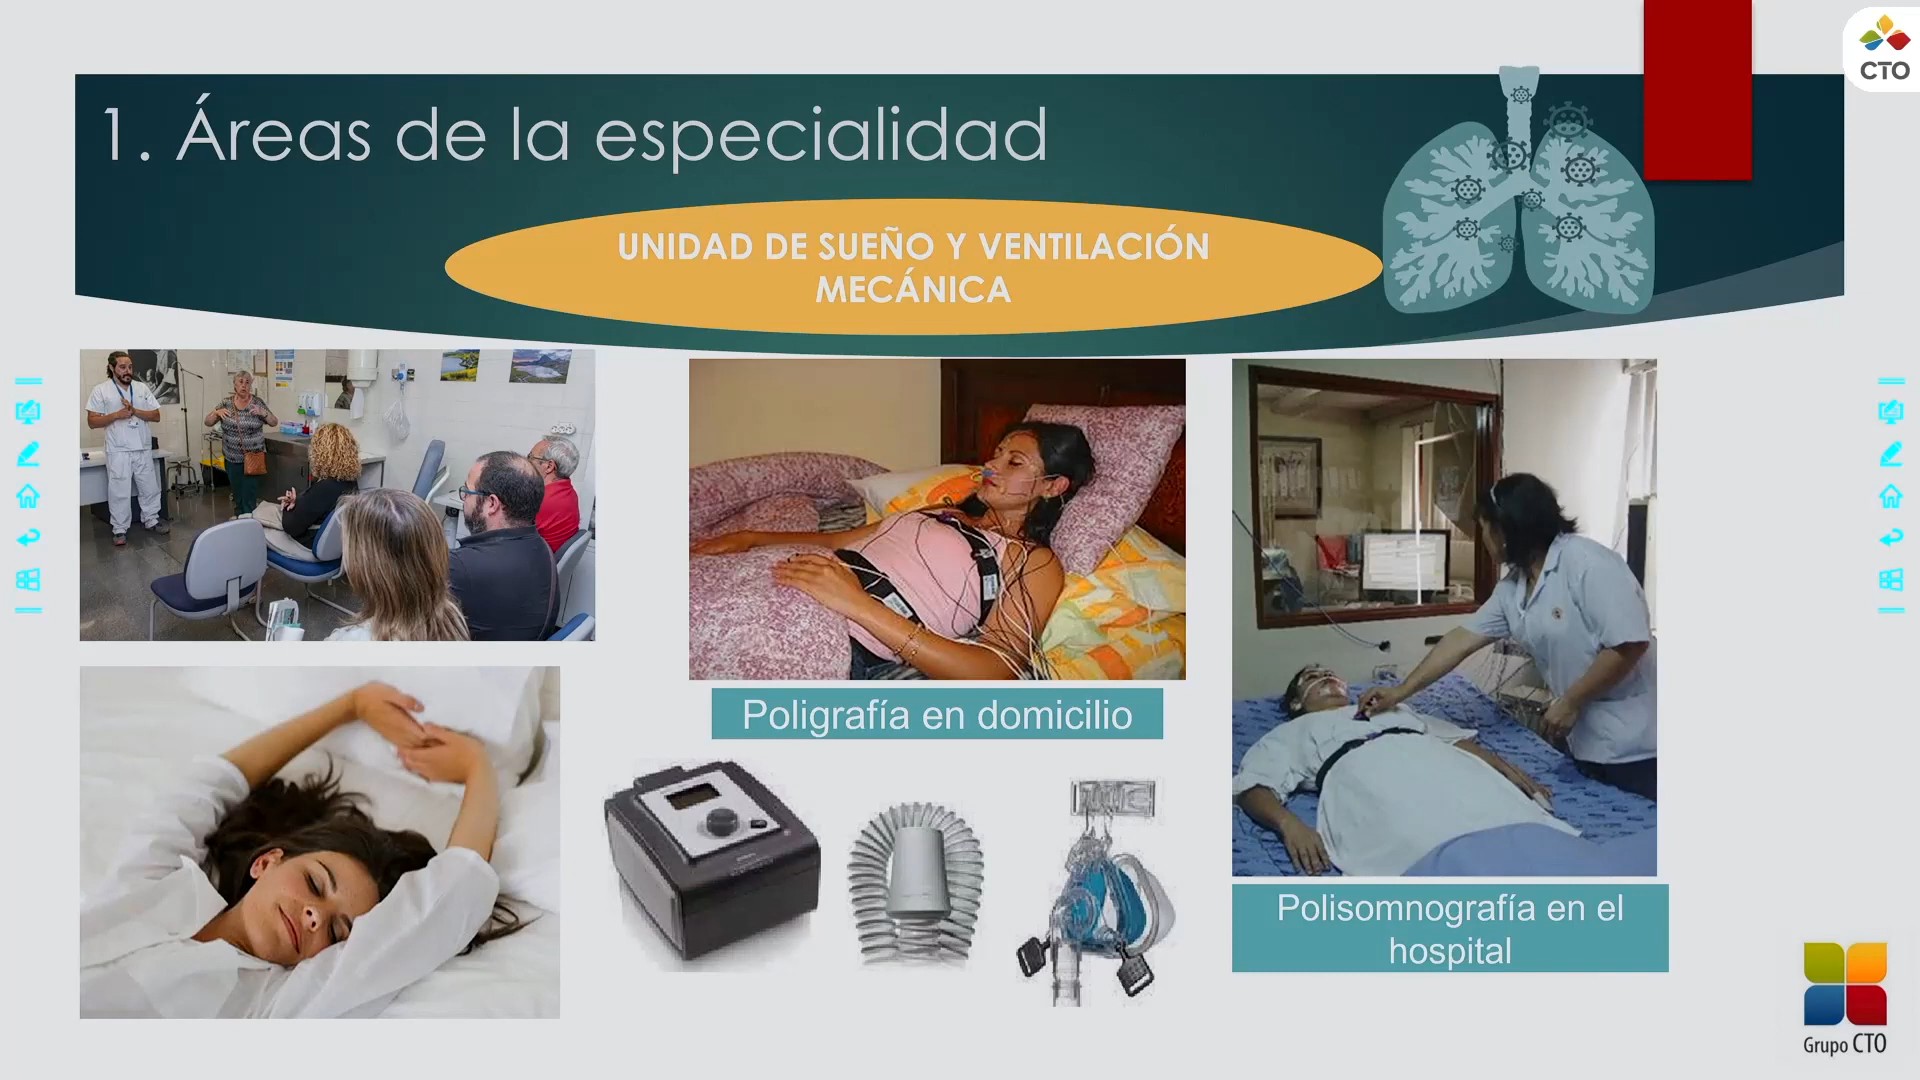 CTO
1. Áreas de la especialidad
UNIDAD DE SUEÑO Y VENTILACIÓN
MECÁNICA
Poligrafía en domicilio
Polisomnografía en el
hospital
Grupo CTO